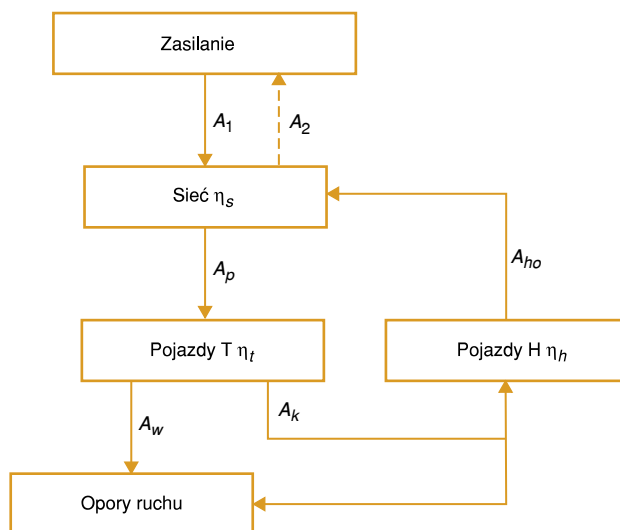 Zasilanie
A1
A2
Sieć ηs
Ap
Aho
Pojazdy T ηt
Pojazdy H ηh
Aw
Ak
Opory ruchu